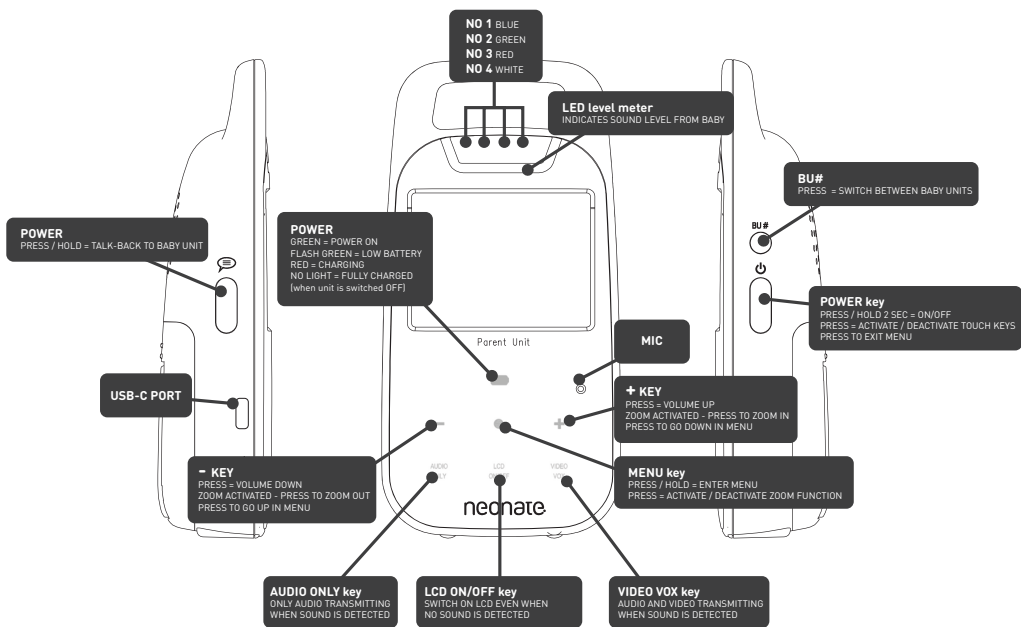 NO 1 BLUE
NO 2 GREEN
NO 3 RED
NO 4 WHITE
LED level meter
INDICATES SOUND LEVEL FROM BABY
BU#
PRESS = SWITCH BETWEEN BABY UNITS
POWER
PRESS / HOLD = TALK-BACK TO BABY UNIT
POWER
GREEN = POWER ON
FLASH GREEN = LOW BATTERY
RED = CHARGING
NO LIGHT = FULLY CHARGED
(when unit is switched OFF)
BU#
POWER key
PRESS / HOLD 2 SEC = ON/OFF
PRESS = ACTIVATE / DEACTIVATE TOUCH KEYS
PRESS TO EXIT MENU
Parent Unit
MIC
USB-C PORT
+ KEY
PRESS = VOLUME UP
ZOOM ACTIVATED - PRESS TO ZOOM IN
PRESS TO GO DOWN IN MENU
- KEY
PRESS = VOLUME DOWN
ZOOM ACTIVATED - PRESS TO ZOOM OUT
PRESS TO GO UP IN MENU
MENU key
PRESS / HOLD = ENTER MENU
PRESS = ACTIVATE / DEACTIVATE ZOOM FUNCTION
AUDIO
LCD
VIDEO
VOX
neonate
AUDIO ONLY key
ONLY AUDIO TRANSMITTING
WHEN SOUND IS DETECTED
LCD ON/OFF key
SWITCH ON LCD EVEN WHEN
NO SOUND IS DETECTED
VIDEO VOX key
AUDIO AND VIDEO TRANSMITTING
WHEN SOUND IS DETECTED